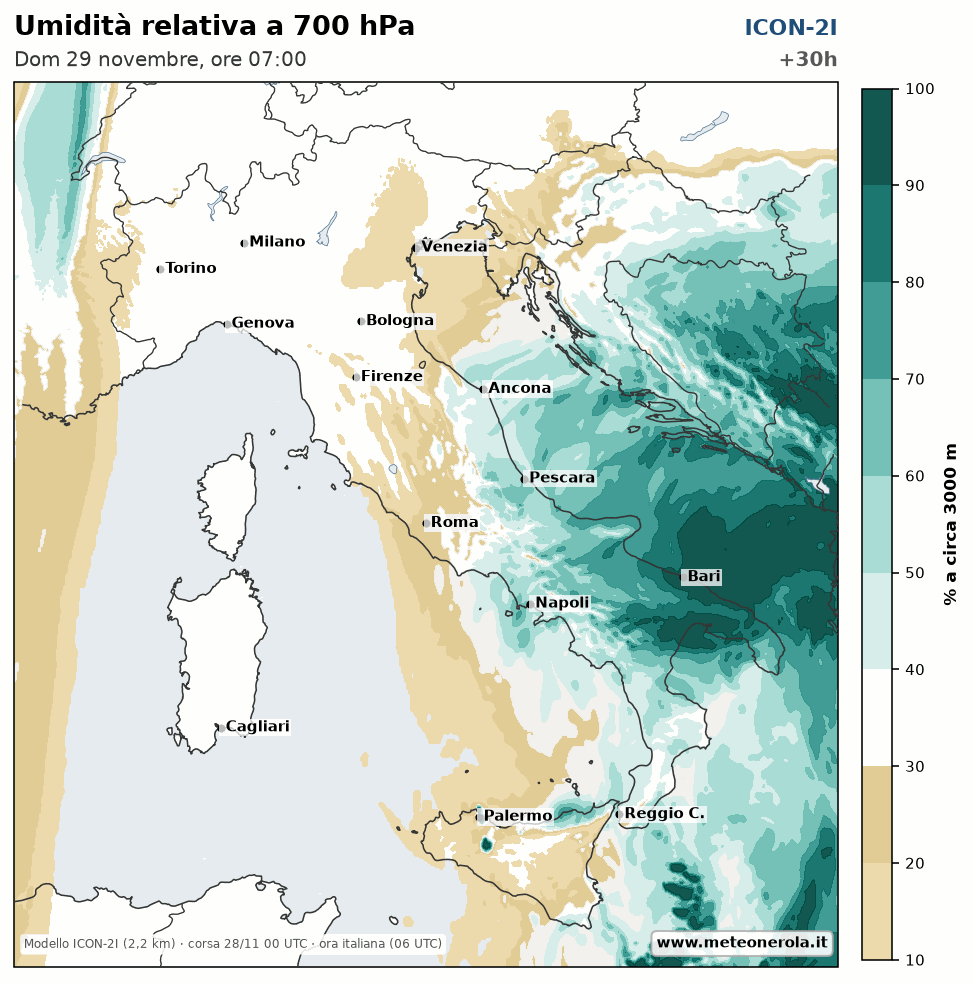 Umidità relativa a 700 hPa
ICON-2I
Dom 29 novembre, ore 07:00
+30h
Milano
Venezia
Torino
Genova
Bologna
Firenze
Ancona
Pescara
Roma
Bari
Napoli
Cagliari
Palermo
Reggio C.
Modello ICON-2I (2,2 km) · corsa 28/11 00 UTC · ora italiana (06 UTC)
www.meteonerola.it
100
90
80
70
60
50
40
30
20
10
% a circa 3000 m